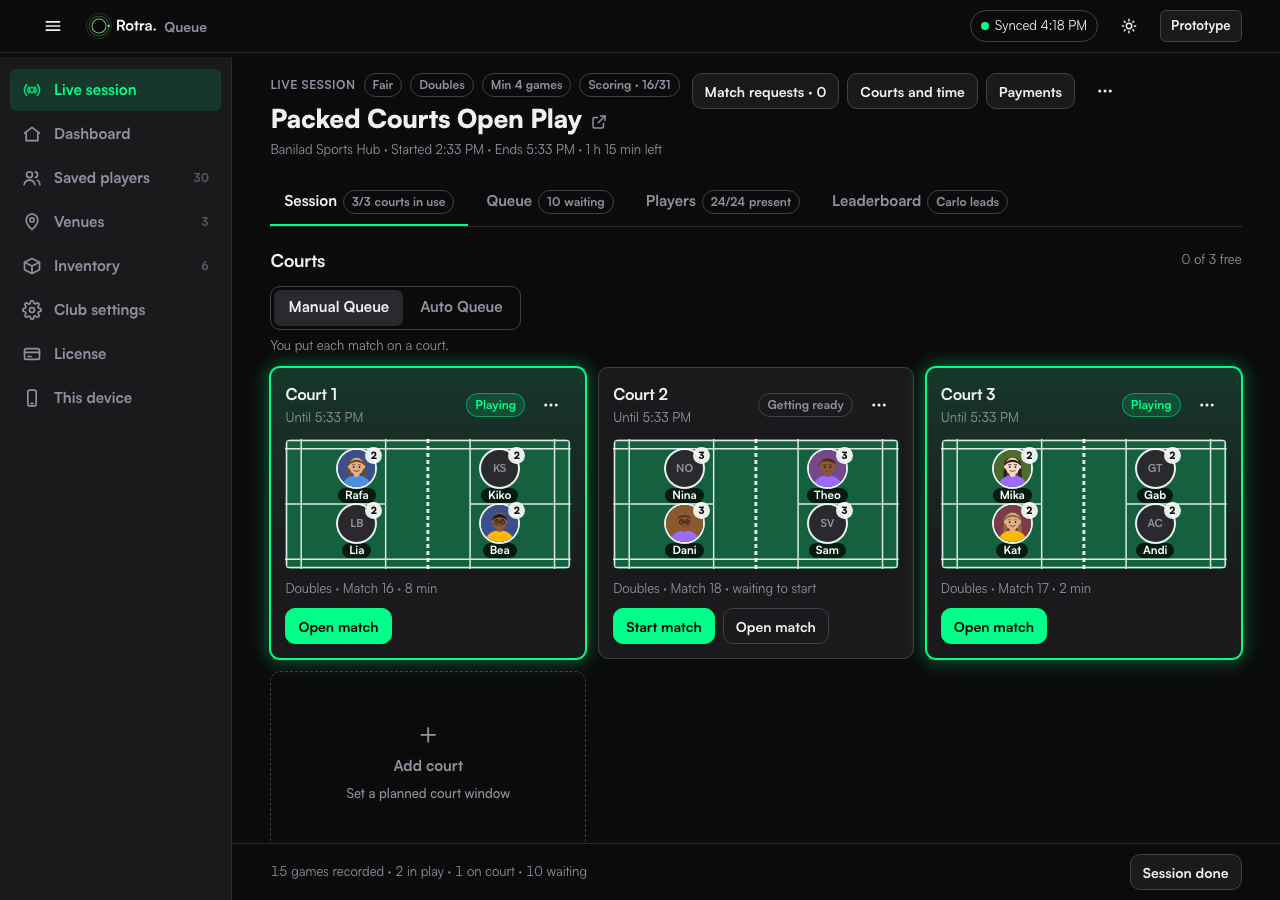 Rotra. Queue
Synced 4:18 PM
Prototype
Live session
Dashboard
Saved players 30
Venues 3
Inventory 6
Club settings
License
This device
LIVE SESSION Fair Doubles Min 4 games Scoring · 16/31
Match requests · 0 Courts and time Payments
Packed Courts Open Play
Banilad Sports Hub · Started 2:33 PM · Ends 5:33 PM · 1 h 15 min left
Session 3/3 courts in use Queue 10 waiting Players 24/24 present Leaderboard Carlo leads
Courts
0 of 3 free
Manual Queue Auto Queue
You put each match on a court.
Court 1
Until 5:33 PM
Playing
2
KS 2
Rafa Kiko
LB 2
2
Lia Bea
Doubles · Match 16 · 8 min
Open match
Court 2
Until 5:33 PM
Getting ready
NO 3
3
Nina Theo
3
SV 3
Dani Sam
Doubles · Match 18 · waiting to start
Start match Open match
Court 3
Until 5:33 PM
Playing
2
GT 2
Mika Gab
2
AC 2
Kat Andi
Doubles · Match 17 · 2 min
Open match
Add court
Set a planned court window
15 games recorded · 2 in play · 1 on court · 10 waiting
Session done